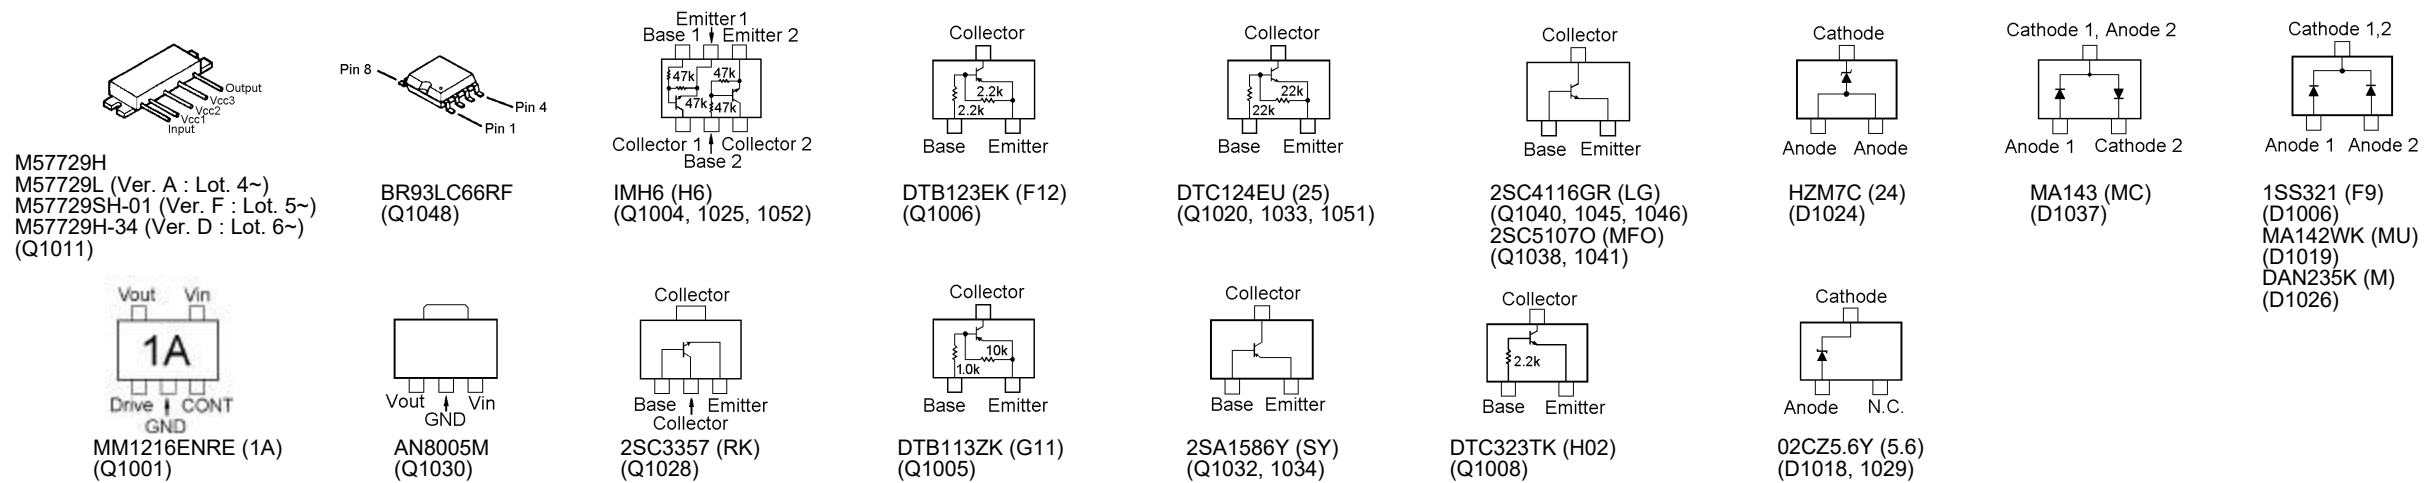 Output
Vcc3
Vcc2
Vcc1
Input
M57729H
M57729L (Ver. A : Lot. 4~)
M57729SH-01 (Ver. F : Lot. 5~)
M57729H-34 (Ver. D : Lot. 6~)
(Q1011)
Pin 8
Pin 4
Pin 1
BR93LC66RF
(Q1048)
Emitter 1
Base 1 Emitter 2
47k 47k
47k 47k
Collector 1 Collector 2
Base 2
IMH6 (H6)
(Q1004, 1025, 1052)
Collector
2.2k
2.2k
Base Emitter
DTB123EK (F12)
(Q1006)
Collector
22k
22k
Base Emitter
DTC124EU (25)
(Q1020, 1033, 1051)
Collector
Base Emitter
2SC4116GR (LG)
(Q1040, 1045, 1046)
2SC5107O (MFO)
(Q1038, 1041)
Cathode
Anode Anode
HZM7C (24)
(D1024)
Cathode 1, Anode 2
Anode 1 Cathode 2
MA143 (MC)
(D1037)
Cathode 1,2
Anode 1 Anode 2
1SS321 (F9)
(D1006)
MA142WK (MU)
(D1019)
DAN235K (M)
(D1026)
Vout Vin
1A
Drive CONT
GND
MM1216ENRE (1A)
(Q1001)
Vout Vin
GND
AN8005M
(Q1030)
Collector
Base Emitter
Collector
2SC3357 (RK)
(Q1028)
Collector
10k
1.0k
Base Emitter
DTB113ZK (G11)
(Q1005)
Collector
Base Emitter
2SA1586Y (SY)
(Q1032, 1034)
Collector
2.2k
Base Emitter
DTC323TK (H02)
(Q1008)
Cathode
Anode N.C.
02CZ5.6Y (5.6)
(D1018, 1029)